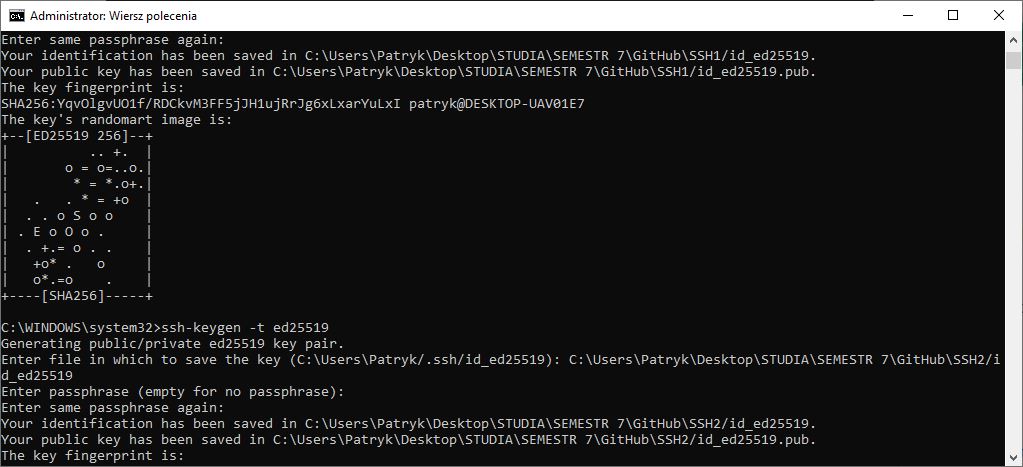 Administrator: Wiersz polecenia
Enter same passphrase again:
Your identification has been saved in C:\Users\Patryk\Desktop\STUDIA\SEMESTR 7\GitHub\SSH1/id_ed25519.
Your public key has been saved in C:\Users\Patryk\Desktop\STUDIA\SEMESTR 7\GitHub\SSH1/id_ed25519.pub.
The key fingerprint is:
SHA256:YqvOlgvUO1f/RDCkvM3FF5jJH1ujRrJg6xLxarYuLxI patryk@DESKTOP-UAV01E7
The key's randomart image is:
+--[ED25519 256]--+
|          .. +.  |
|       o = o=..o.|
|        * = *.o+.|
|   .   . * = +o  |
|  . . o S o o    |
| . E o O o .     |
|  . +.= o . .    |
|   +o* .   o     |
|   o*.=o    .    |
+----[SHA256]-----+
C:\WINDOWS\system32>ssh-keygen -t ed25519
Generating public/private ed25519 key pair.
Enter file in which to save the key (C:\Users\Patryk/.ssh/id_ed25519): C:\Users\Patryk\Desktop\STUDIA\SEMESTR 7\GitHub\SSH2/i
d_ed25519
Enter passphrase (empty for no passphrase):
Enter same passphrase again:
Your identification has been saved in C:\Users\Patryk\Desktop\STUDIA\SEMESTR 7\GitHub\SSH2/id_ed25519.
Your public key has been saved in C:\Users\Patryk\Desktop\STUDIA\SEMESTR 7\GitHub\SSH2/id_ed25519.pub.
The key fingerprint is: